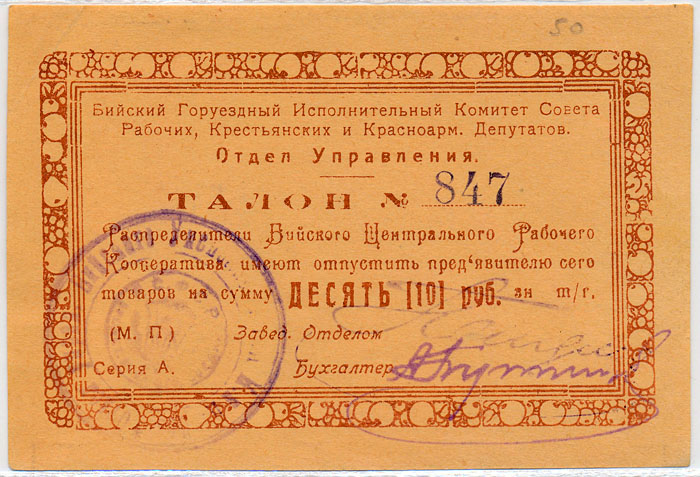 50
Бийский Горуездный Исполнительный Комитет Совета
Рабочих, Крестьянских и Красноарм. Депутатов.
Отдел Управления.
ТАЛОН № 847
Распределители Бийского Центрального Рабочего
Кооператива имеют отпустить пред'явителю сего
товаров на сумму ДЕСЯТЬ [10] руб. зн т/г.
(М. П) Завед. Отделом
Серия А. Бухгалтер